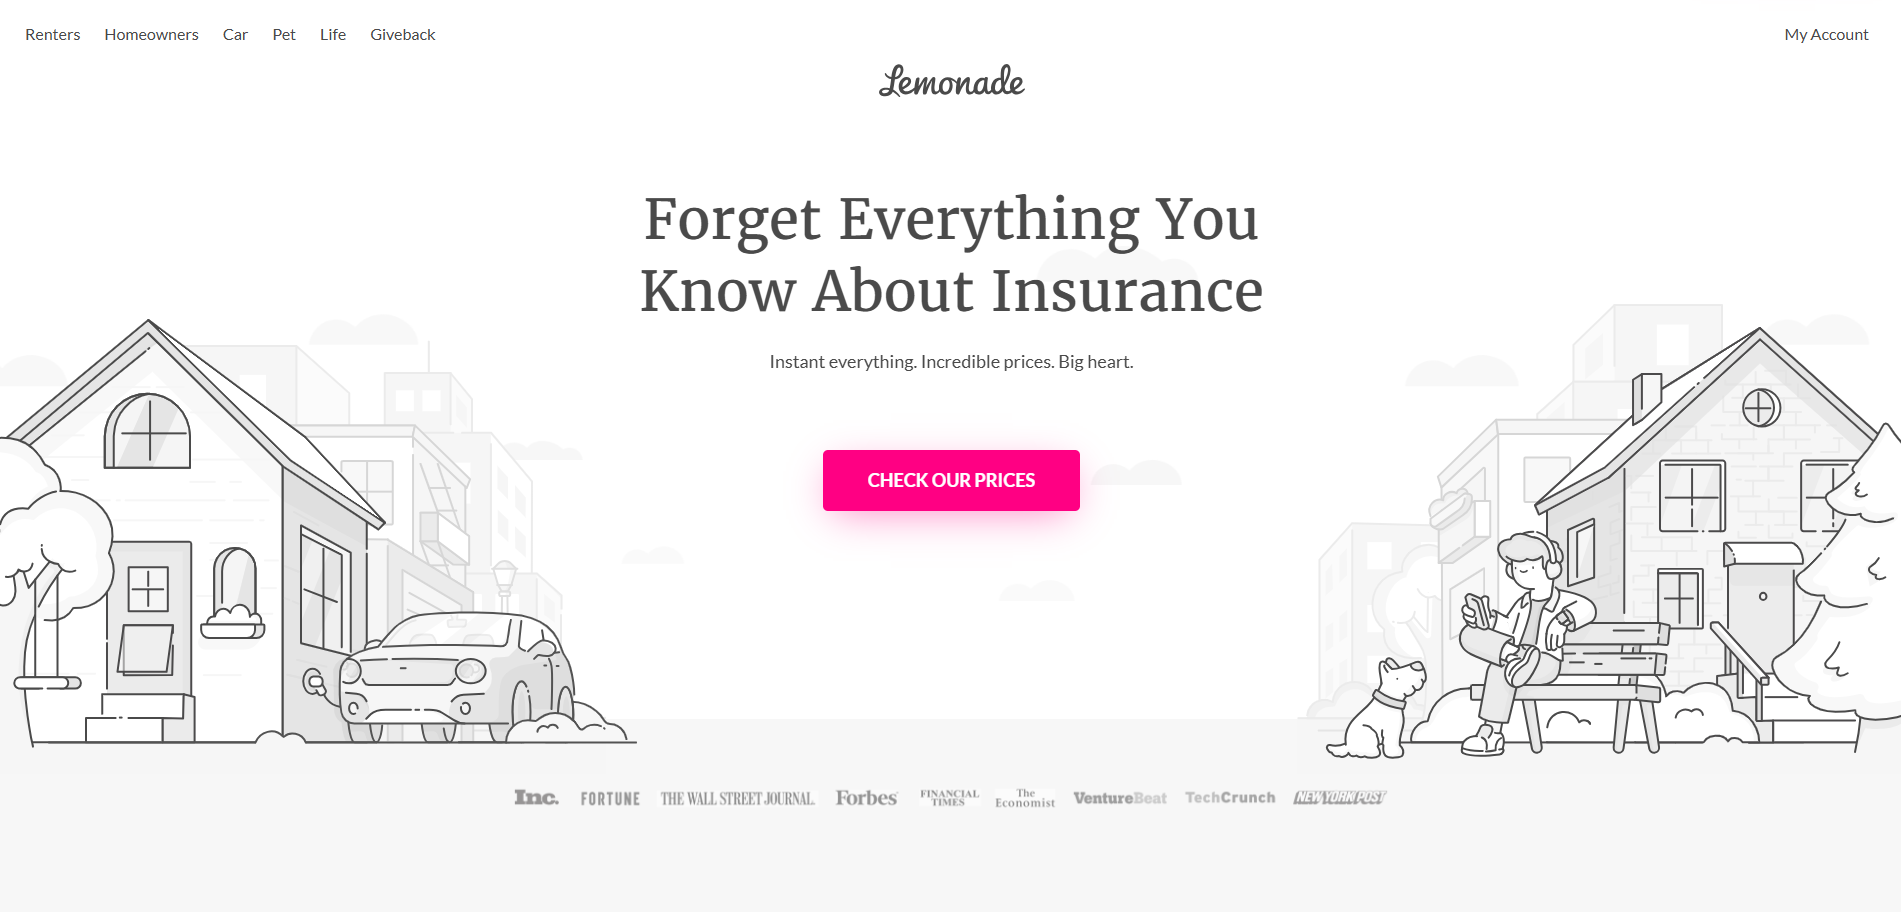 Renters Homeowners Car Pet Life Giveback My Account
Lemonade
Forget Everything You
Know About Insurance
Instant everything. Incredible prices. Big heart.
CHECK OUR PRICES
Inc. FORTUNE THE WALL STREET JOURNAL. Forbes FINANCIAL TIMES The Economist VentureBeat TechCrunch NEW YORK POST